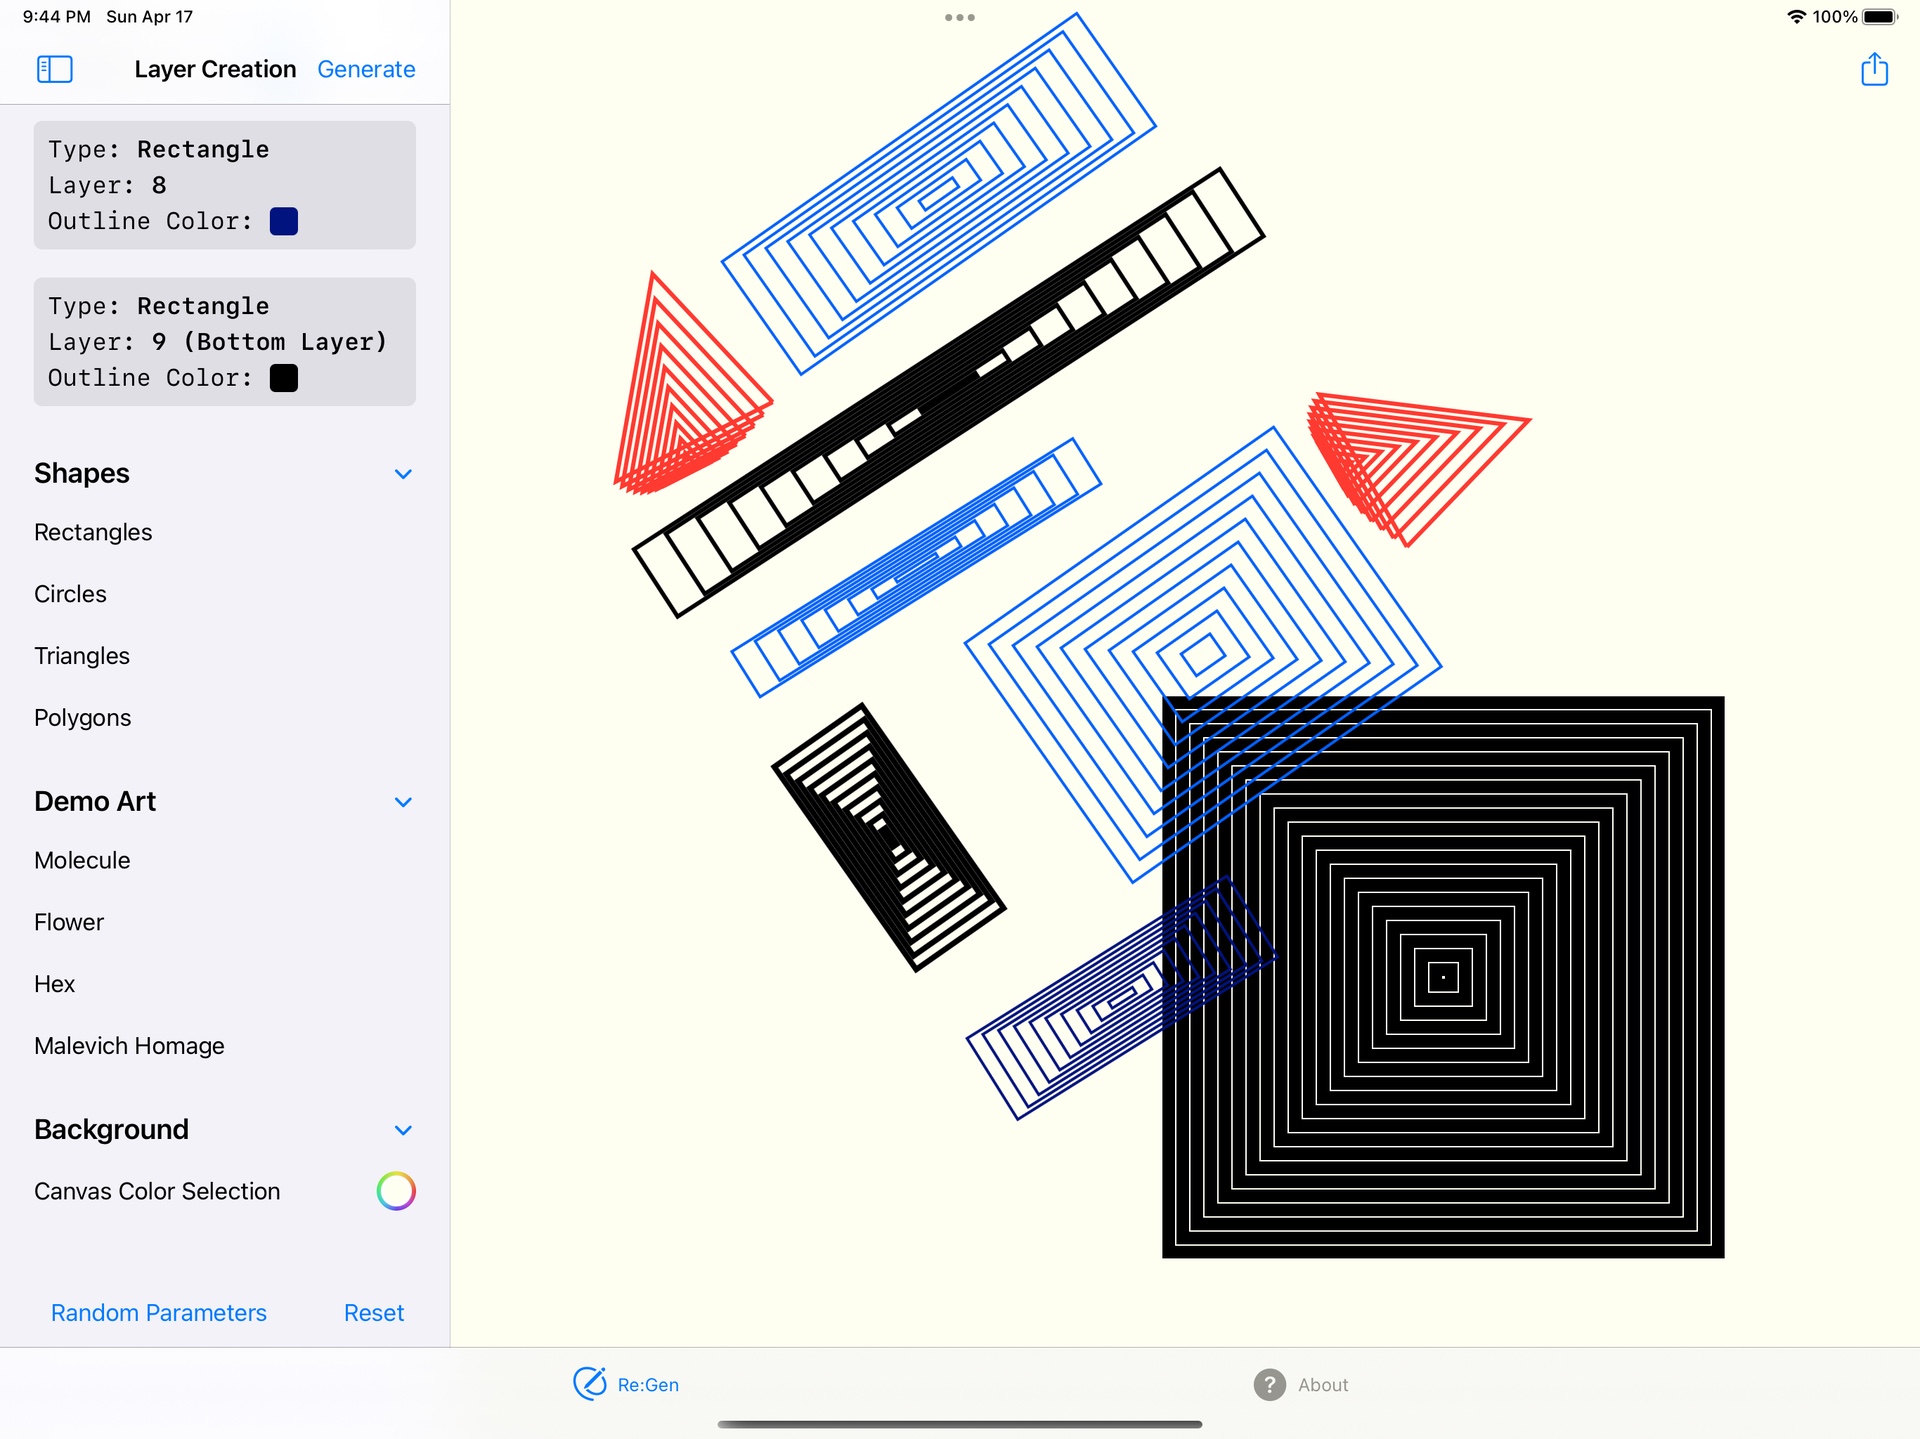 9:44 PM Sun Apr 17
100%
Layer Creation Generate
Type: Rectangle
Layer: 8
Outline Color:
Type: Rectangle
Layer: 9 (Bottom Layer)
Outline Color:
Shapes
Rectangles
Circles
Triangles
Polygons
Demo Art
Molecule
Flower
Hex
Malevich Homage
Background
Canvas Color Selection
Random Parameters Reset
Re:Gen
? About